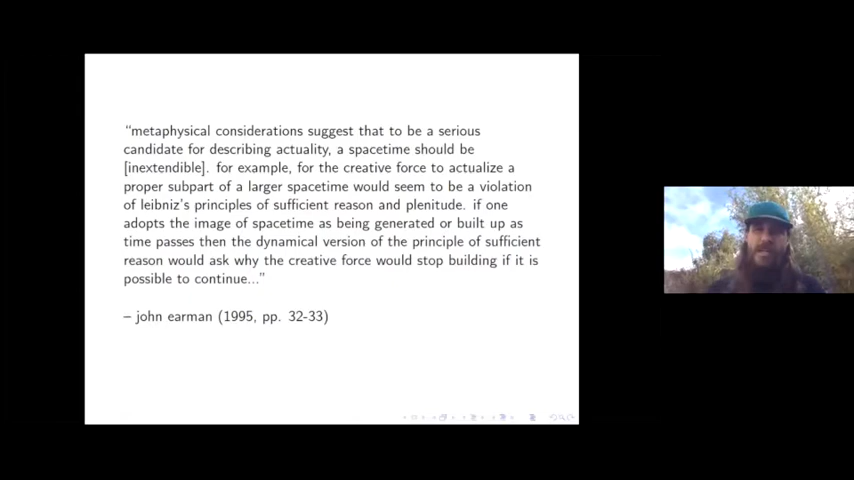 “metaphysical considerations suggest that to be a serious
candidate for describing actuality, a spacetime should be
[inextendible]. for example, for the creative force to actualize a
proper subpart of a larger spacetime would seem to be a violation
of leibniz's principles of sufficient reason and plenitude. if one
adopts the image of spacetime as being generated or built up as
time passes then the dynamical version of the principle of sufficient
reason would ask why the creative force would stop building if it is
possible to continue...”
– john earman (1995, pp. 32-33)